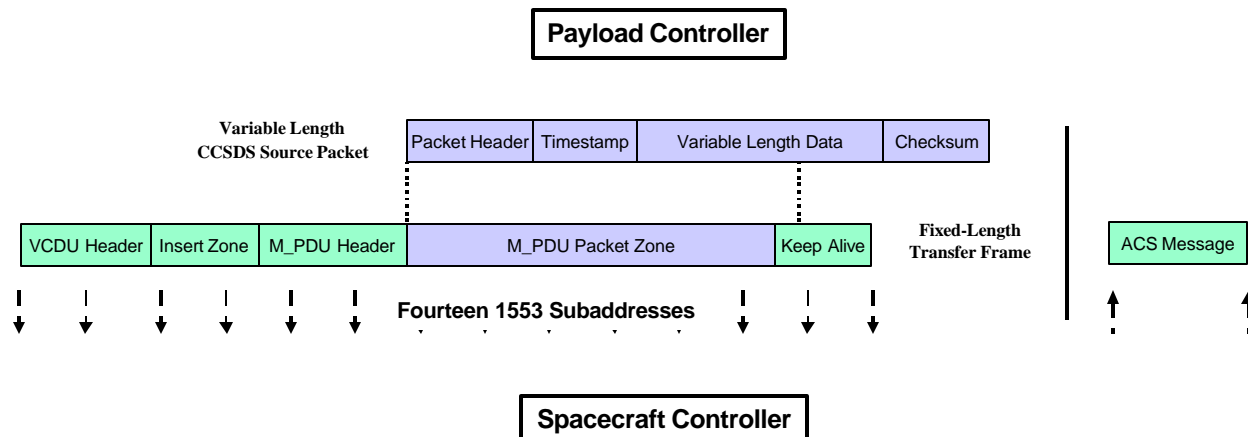 Payload Controller
Variable Length
CCSDS Source Packet
Packet Header Timestamp Variable Length Data Checksum
VCDU Header Insert Zone M_PDU Header M_PDU Packet Zone Keep Alive
Fixed-Length
Transfer Frame
ACS Message
Fourteen 1553 Subaddresses
Spacecraft Controller